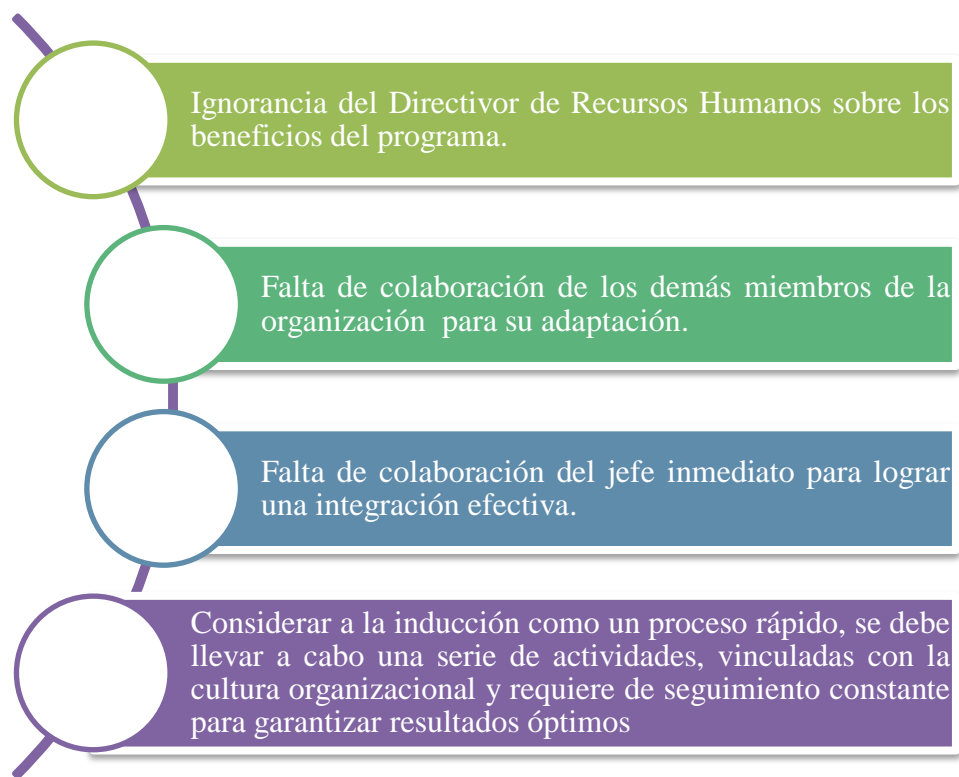 Ignorancia del Directivor de Recursos Humanos sobre los
beneficios del programa.
Falta de colaboración de los demás miembros de la
organización  para su adaptación.
Falta de colaboración del jefe inmediato para lograr
una integración efectiva.
Considerar a la inducción como un proceso rápido, se debe
llevar a cabo una serie de actividades, vinculadas con la
cultura organizacional y requiere de seguimiento constante
para garantizar resultados óptimos